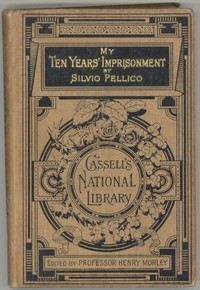 MY
TEN YEARS' IMPRISONMENT
BY
SILVIO PELLICO
CASSELL'S
NATIONAL
LIBRARY
EDITED BY PROFESSOR HENRY MORLEY